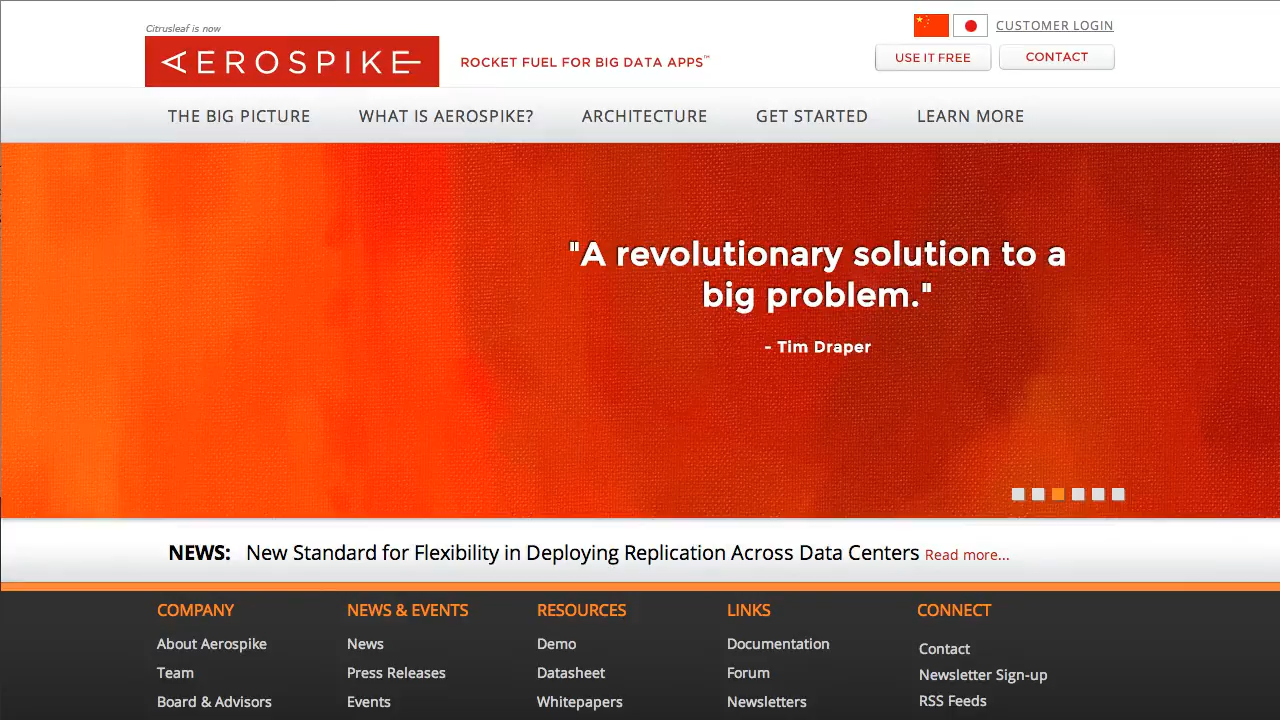 Citrusleaf is now
AEROSPIKE
ROCKET FUEL FOR BIG DATA APPS™
CUSTOMER LOGIN
USE IT FREE
CONTACT
THE BIG PICTURE
WHAT IS AEROSPIKE?
ARCHITECTURE
GET STARTED
LEARN MORE
"A revolutionary solution to a
big problem."
- Tim Draper
NEWS: New Standard for Flexibility in Deploying Replication Across Data Centers Read more...
COMPANY
About Aerospike
Team
Board & Advisors
NEWS & EVENTS
News
Press Releases
Events
RESOURCES
Demo
Datasheet
Whitepapers
LINKS
Documentation
Forum
Newsletters
CONNECT
Contact
Newsletter Sign-up
RSS Feeds